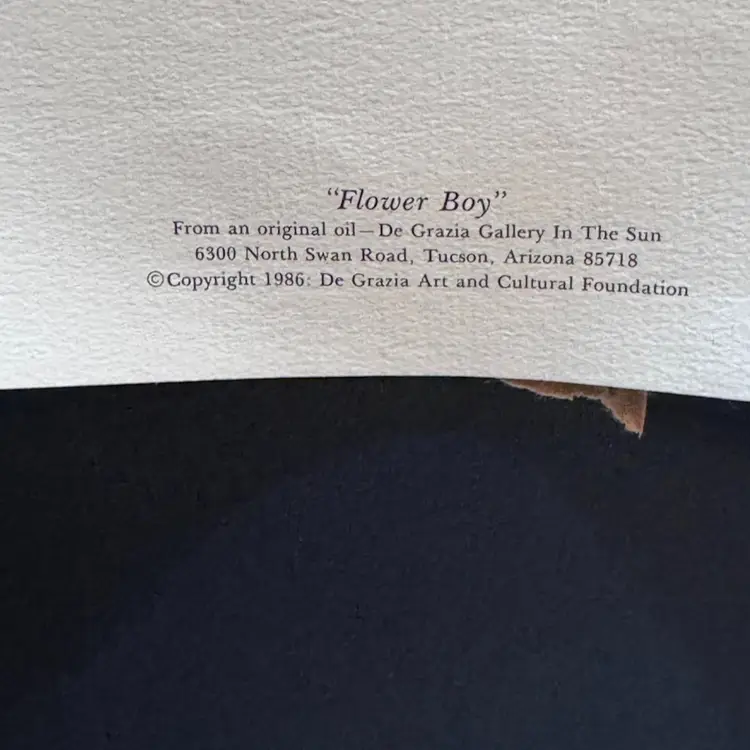 “Flower Boy”
From an original oil—De Grazia Gallery In The Sun
6300 North Swan Road, Tucson, Arizona 85718
©Copyright 1986: De Grazia Art and Cultural Foundation